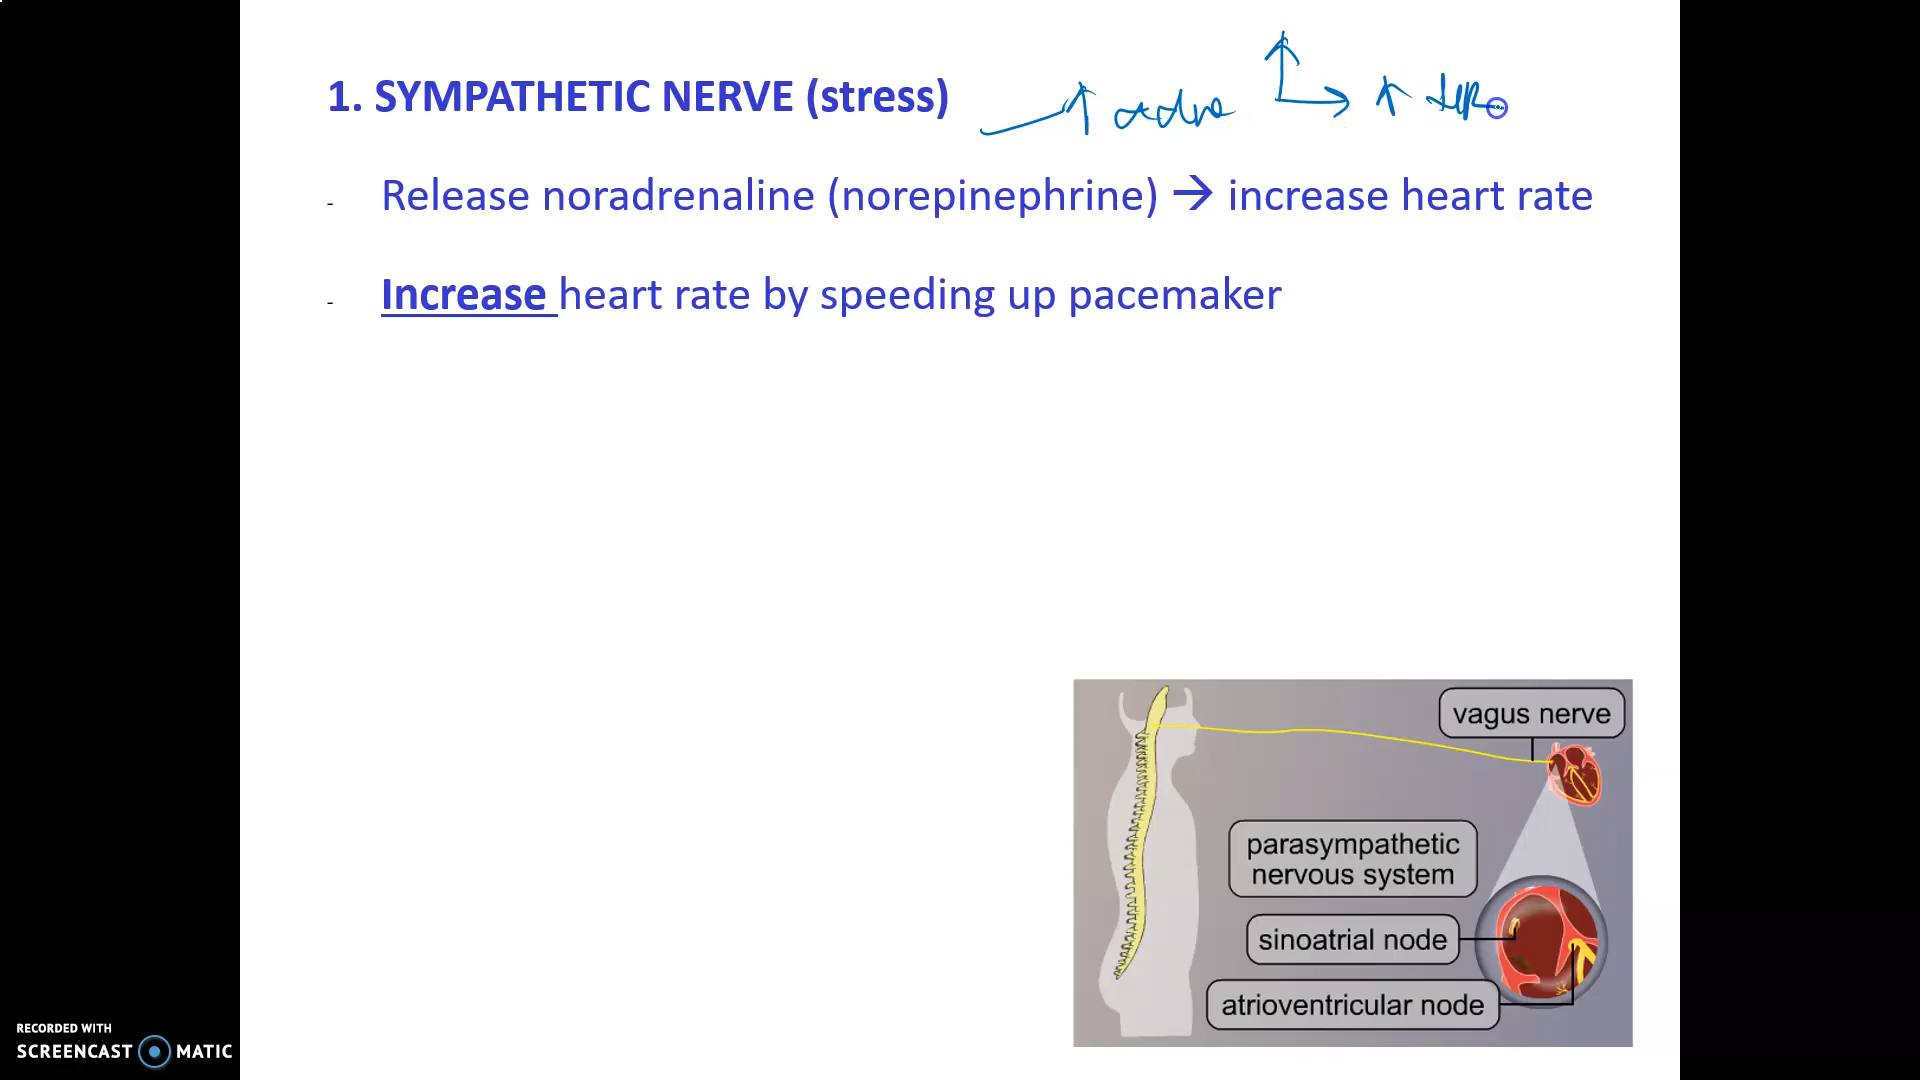 1. SYMPATHETIC NERVE (stress)
↑ adre
- Release noradrenaline (norepinephrine) → increase heart rate
- Increase heart rate by speeding up pacemaker
vagus nerve
parasympathetic
nervous system
sinoatrial node
atrioventricular node
RECORDED WITH
SCREENCAST MATIC